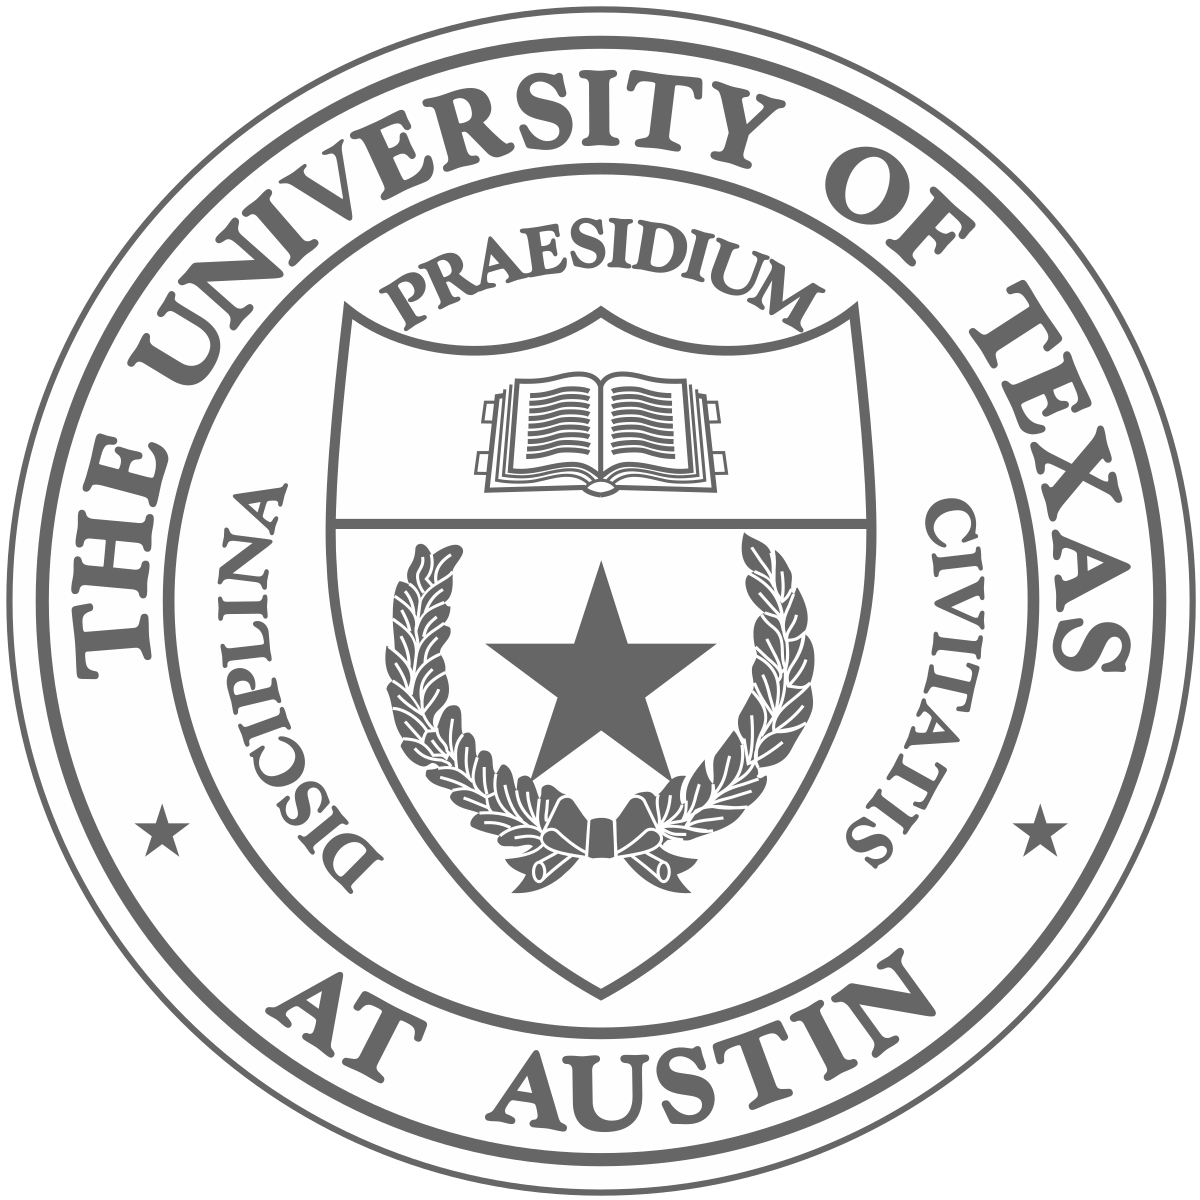 THE UNIVERSITY OF TEXAS
AT AUSTIN
DISCIPLINA
PRAESIDIUM
CIVITATIS